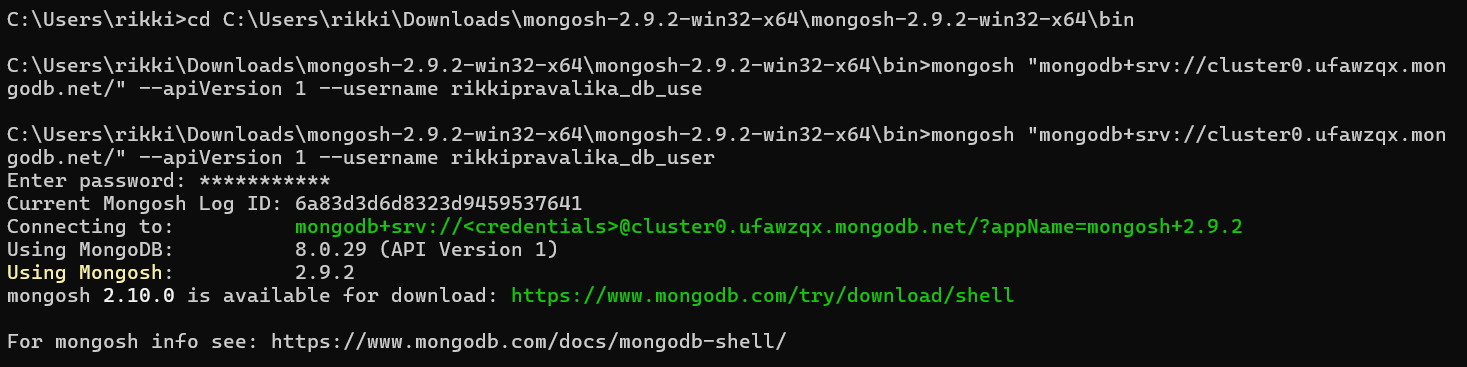 C:\Users\rikki>cd C:\Users\rikki\Downloads\mongosh-2.9.2-win32-x64\mongosh-2.9.2-win32-x64\bin
C:\Users\rikki\Downloads\mongosh-2.9.2-win32-x64\mongosh-2.9.2-win32-x64\bin>mongosh "mongodb+srv://cluster0.ufawzqx.mon
godb.net/" --apiVersion 1 --username rikkipravalika_db_use
C:\Users\rikki\Downloads\mongosh-2.9.2-win32-x64\mongosh-2.9.2-win32-x64\bin>mongosh "mongodb+srv://cluster0.ufawzqx.mon
godb.net/" --apiVersion 1 --username rikkipravalika_db_user
Enter password: ***********
Current Mongosh Log ID: 6a83d3d6d8323d9459537641
Connecting to:          mongodb+srv://<credentials>@cluster0.ufawzqx.mongodb.net/?appName=mongosh+2.9.2
Using MongoDB:          8.0.29 (API Version 1)
Using Mongosh:          2.9.2
mongosh 2.10.0 is available for download: https://www.mongodb.com/try/download/shell
For mongosh info see: https://www.mongodb.com/docs/mongodb-shell/